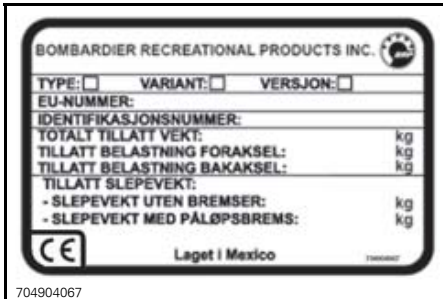 BOMBARDIER RECREATIONAL PRODUCTS INC.
TYPE: VARIANT: VERSJON:
EU-NUMMER:
IDENTIFIKASJONSNUMMER:
TOTALT TILLATT VEKT: kg
TILLATT BELASTNING FORAKSEL: kg
TILLATT BELASTNING BAKAKSEL: kg
TILLATT SLEPEVEKT:
- SLEPEVEKT UTEN BREMSER: kg
- SLEPEVEKT MED PÅLØPSBREMS: kg
CE
Laget i Mexico
704904067